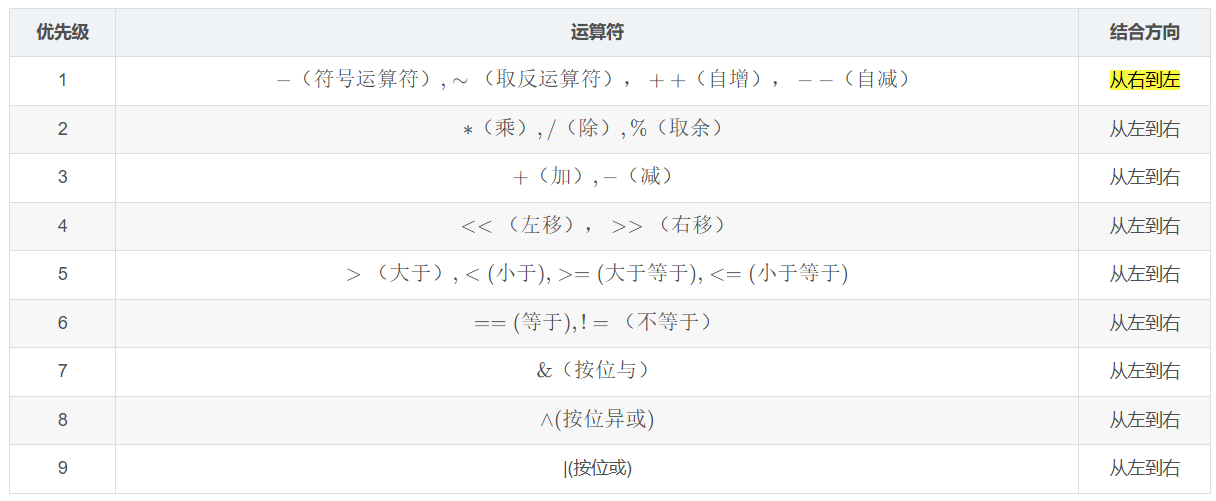 优先级 运算符 结合方向
1 −（符号运算符）, ∼（取反运算符）， ++（自增）， −−（自减） 从右到左
2 ∗（乘）, /（除）, %（取余） 从左到右
3 +（加）, −（减） 从左到右
4 <<（左移）， >>（右移） 从左到右
5 >（大于）, < (小于), >= (大于等于), <= (小于等于) 从左到右
6 == (等于), ! =（不等于） 从左到右
7 &（按位与） 从左到右
8 ∧(按位异或) 从左到右
9 |(按位或) 从左到右